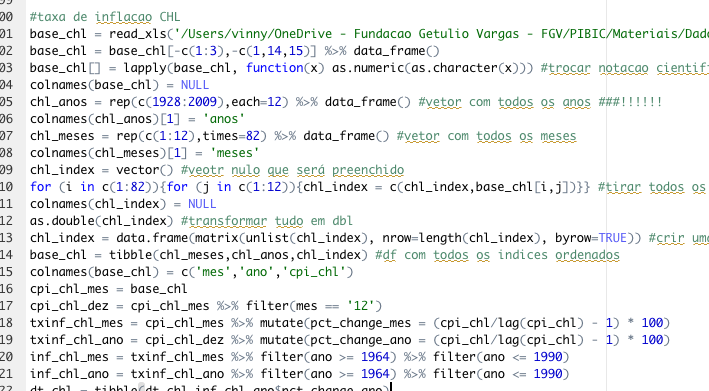 00 #taxa de inflacao CHL
01 base_chl = read_xls('/Users/vinny/OneDrive - Fundacao Getulio Vargas - FGV/PIBIC/Materiais/Dad
02 base_chl = base_chl[-c(1:3),-c(1,14,15)] %>% data_frame()
03 base_chl[] = lapply(base_chl, function(x) as.numeric(as.character(x))) #trocar notacao cientif
04 colnames(base_chl) = NULL
05 chl_anos = rep(c(1928:2009),each=12) %>% data_frame() #vetor com todos os anos ###!!!!!!
06 colnames(chl_anos)[1] = 'anos'
07 chl_meses = rep(c(1:12),times=82) %>% data_frame() #vetor com todos os meses
08 colnames(chl_meses)[1] = 'meses'
09 chl_index = vector() #veotr nulo que será preenchido
10 for (i in c(1:82)){for (j in c(1:12)){chl_index = c(chl_index,base_chl[i,j])}} #tirar todos os
11 colnames(chl_index) = NULL
12 as.double(chl_index) #transformar tudo em dbl
13 chl_index = data.frame(matrix(unlist(chl_index), nrow=length(chl_index), byrow=TRUE)) #crir um
14 base_chl = tibble(chl_meses,chl_anos,chl_index) #df com todos os indices ordenados
15 colnames(base_chl) = c('mes','ano','cpi_chl')
16 cpi_chl_mes = base_chl
17 cpi_chl_dez = cpi_chl_mes %>% filter(mes == '12')
18 txinf_chl_mes = cpi_chl_mes %>% mutate(pct_change_mes = (cpi_chl/lag(cpi_chl) - 1) * 100)
19 txinf_chl_ano = cpi_chl_dez %>% mutate(pct_change_ano = (cpi_chl/lag(cpi_chl) - 1) * 100)
20 inf_chl_mes = txinf_chl_mes %>% filter(ano >= 1964) %>% filter(ano <= 1990)
21 inf_chl_ano = txinf_chl_ano %>% filter(ano >= 1964) %>% filter(ano <= 1990)
22 dt_chl = tibble(dt_chl,inf_chl_ano$pct_change_ano)